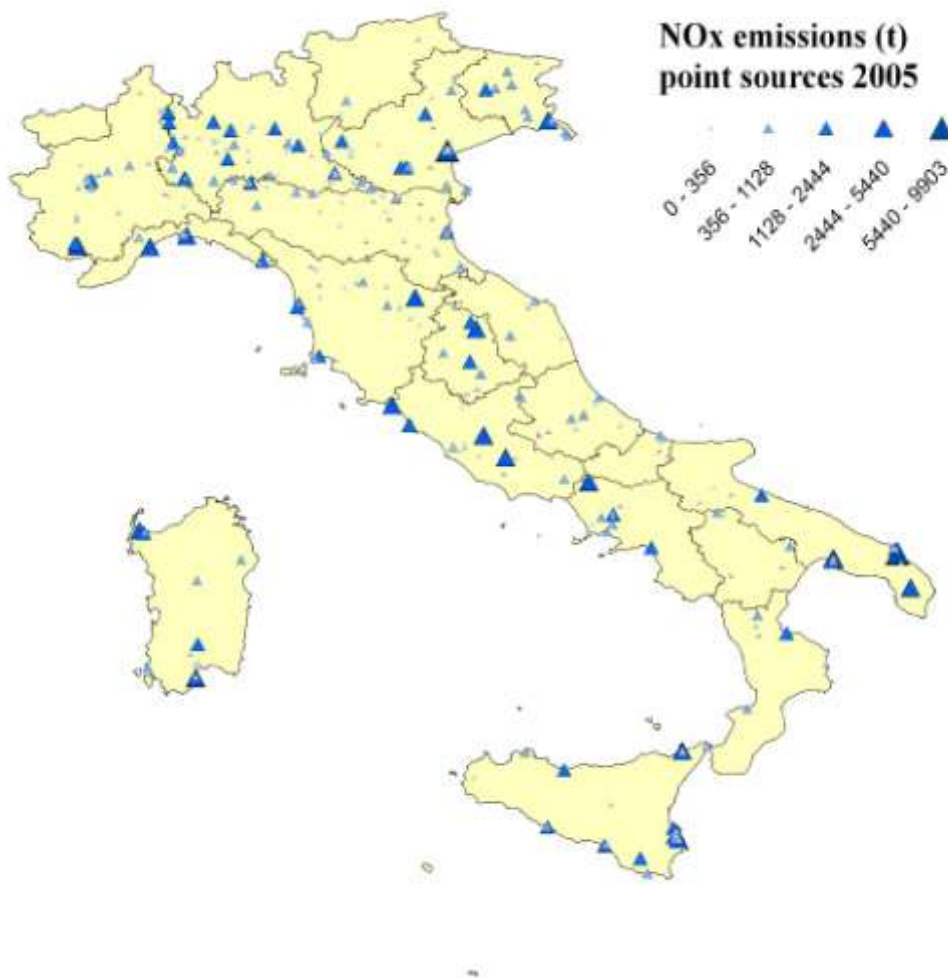 NOx emissions (t)
point sources 2005
0 - 356
356 - 1128
1128 - 2444
2444 - 5440
5440 - 9903